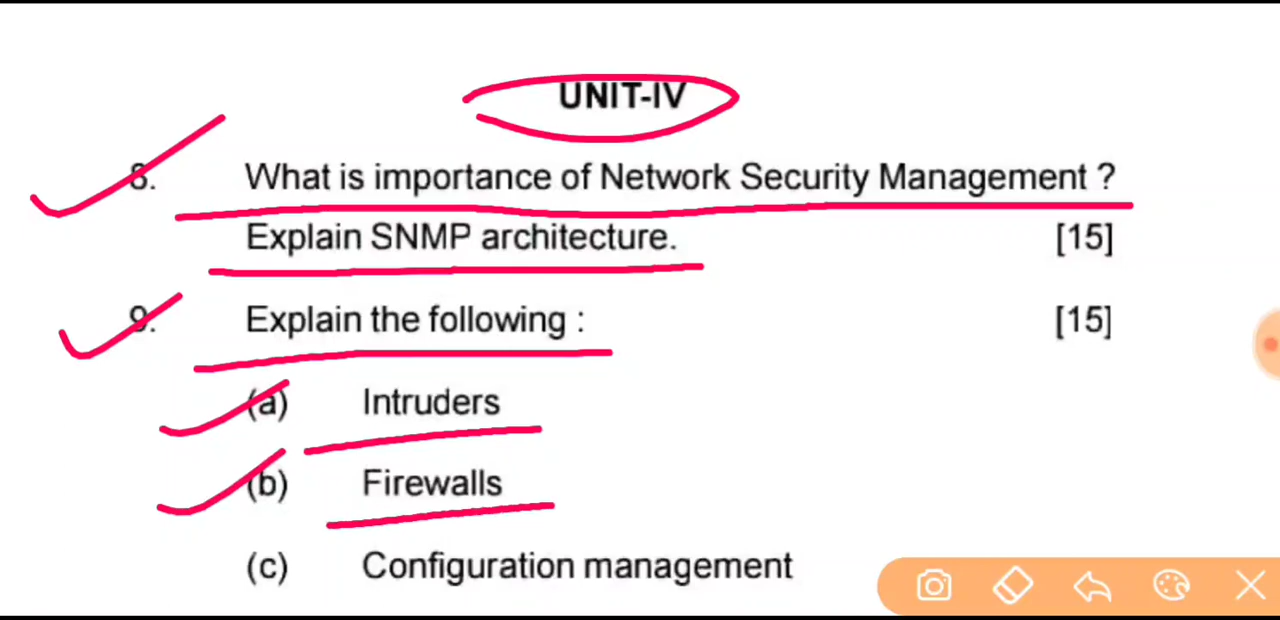 UNIT-IV
8. What is importance of Network Security Management ?
Explain SNMP architecture. [15]
9. Explain the following : [15]
(a) Intruders
(b) Firewalls
(c) Configuration management